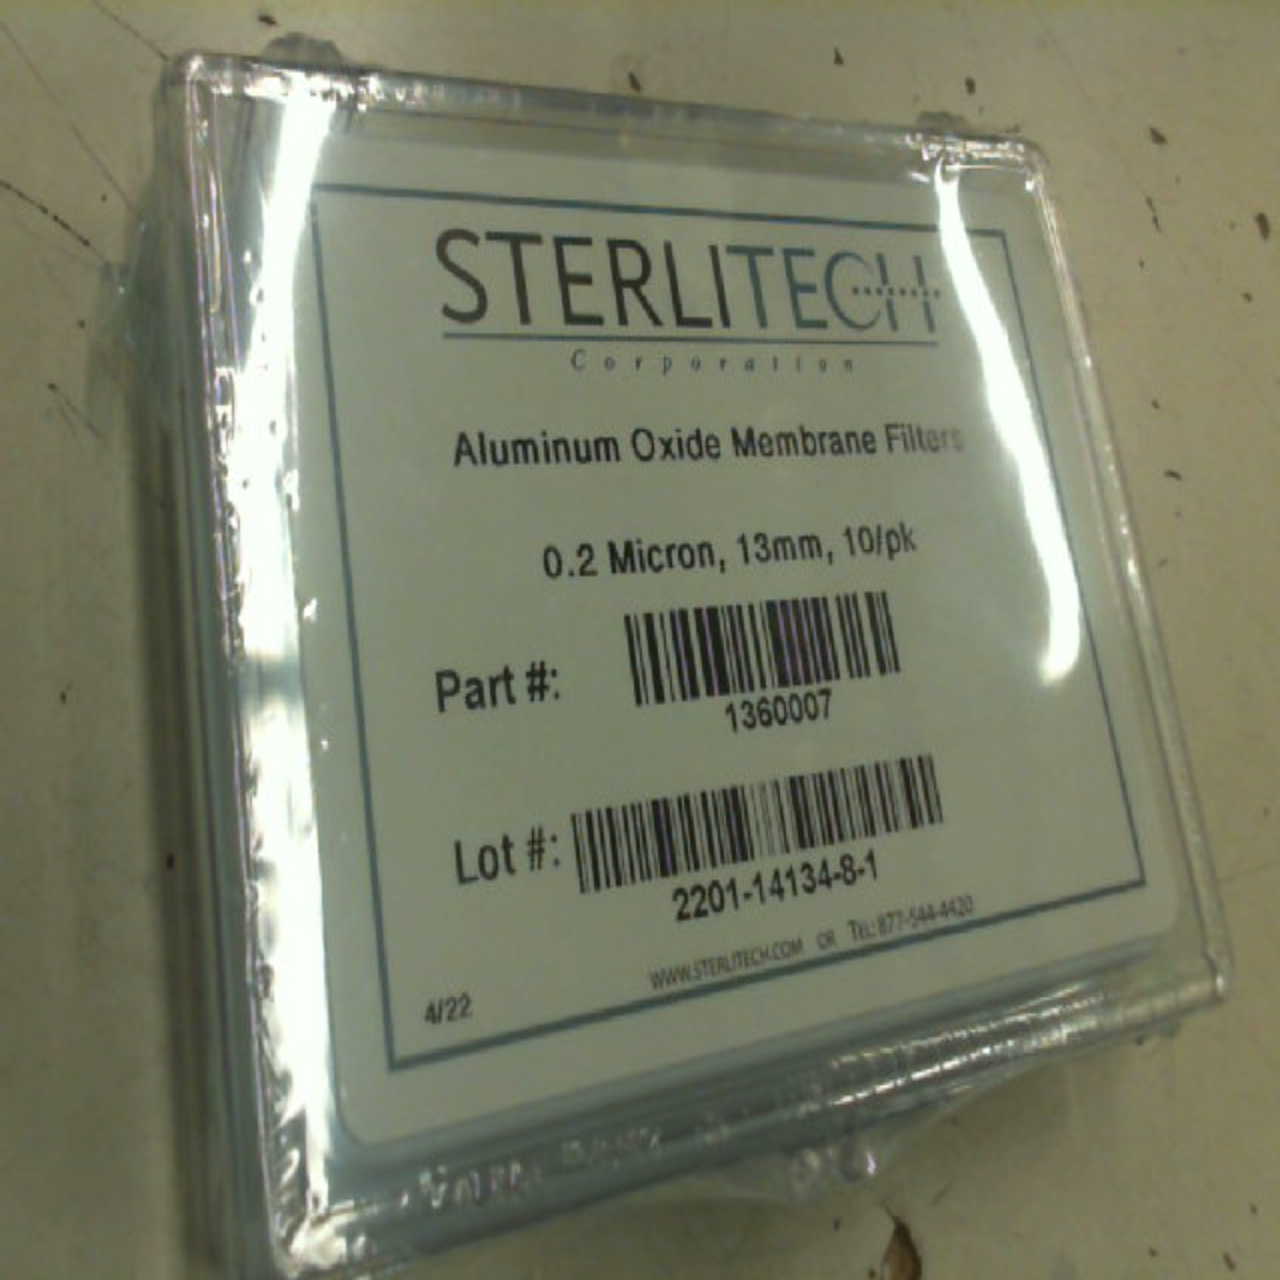 STERLITECH
Corporation
Aluminum Oxide Membrane Filters
0.2 Micron, 13mm, 10/pk
Part #:
1360007
Lot #:
2201-14134-8-1
WWW.STERLITECH.COM OR TEL: 877-544-4420
4/22